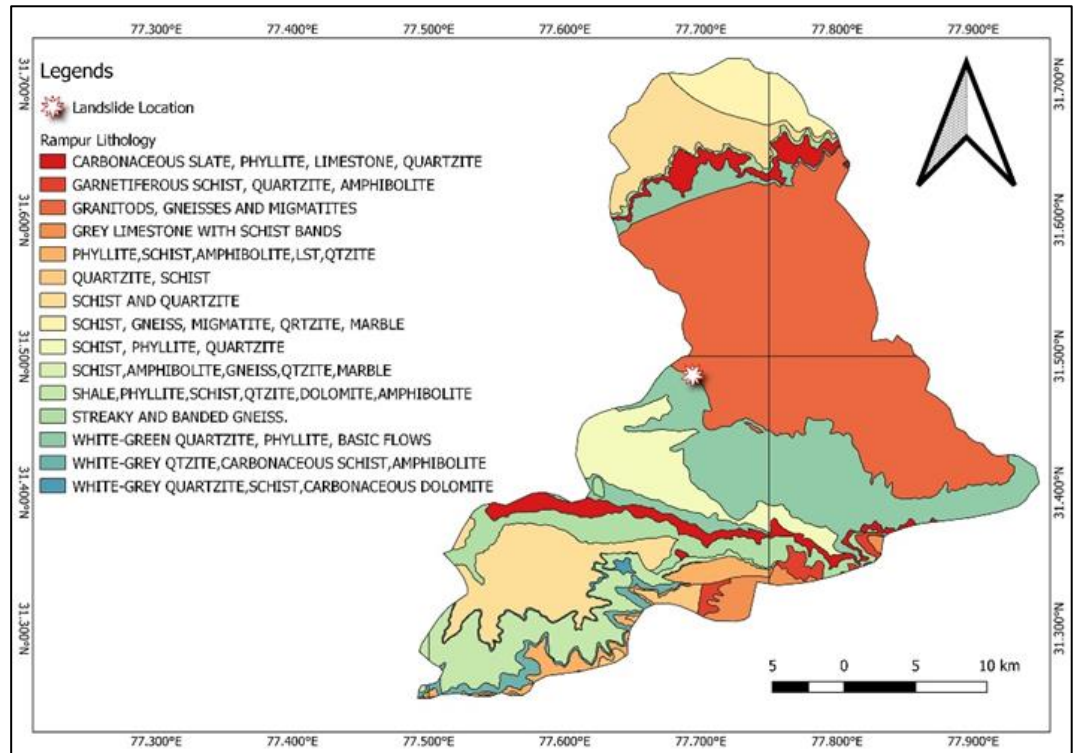 77.300°E 77.400°E 77.500°E 77.600°E 77.700°E 77.800°E 77.900°E
31.700°N
31.600°N
31.500°N
31.400°N
31.300°N
Legends
Landslide Location
Rampur Lithology
CARBONACEOUS SLATE, PHYLLITE, LIMESTONE, QUARTZITE
GARNETIFEROUS SCHIST, QUARTZITE, AMPHIBOLITE
GRANITODS, GNEISSES AND MIGMATITES
GREY LIMESTONE WITH SCHIST BANDS
PHYLLITE,SCHIST,AMPHIBOLITE,LST,QTZITE
QUARTZITE, SCHIST
SCHIST AND QUARTZITE
SCHIST, GNEISS, MIGMATITE, QRTZITE, MARBLE
SCHIST, PHYLLITE, QUARTZITE
SCHIST,AMPHIBOLITE,GNEISS,QTZITE,MARBLE
SHALE,PHYLLITE,SCHIST,QTZITE,DOLOMITE,AMPHIBOLITE
STREAKY AND BANDED GNEISS.
WHITE-GREEN QUARTZITE, PHYLLITE, BASIC FLOWS
WHITE-GREY QTZITE,CARBONACEOUS SCHIST,AMPHIBOLITE
WHITE-GREY QUARTZITE,SCHIST,CARBONACEOUS DOLOMITE
31.700°N
31.600°N
31.500°N
31.400°N
31.300°N
5 0 5 10 km
77.300°E 77.400°E 77.500°E 77.600°E 77.700°E 77.800°E 77.900°E